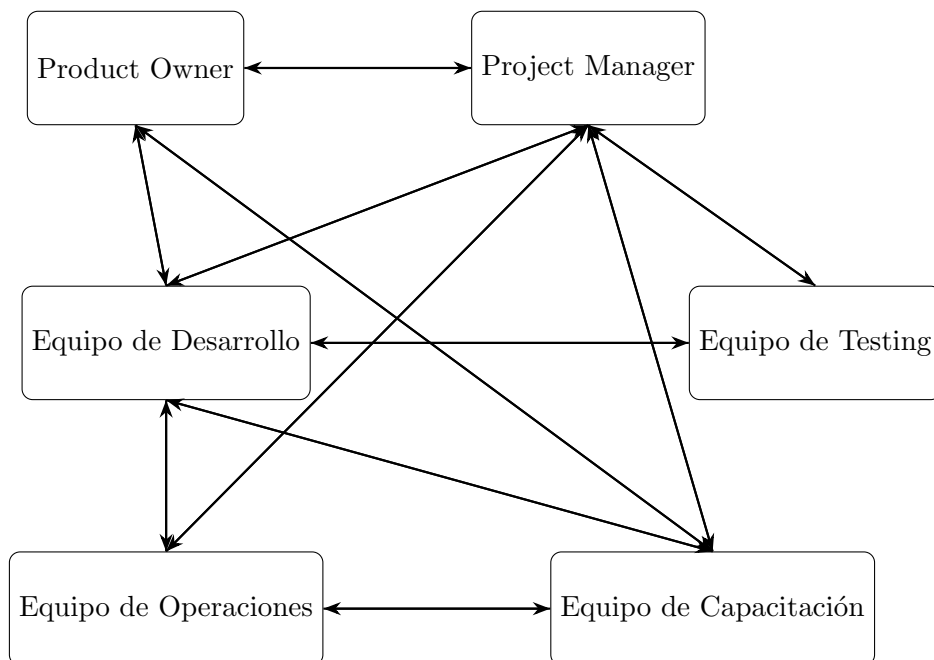 Product Owner
Project Manager
Equipo de Desarrollo
Equipo de Testing
Equipo de Operaciones
Equipo de Capacitación